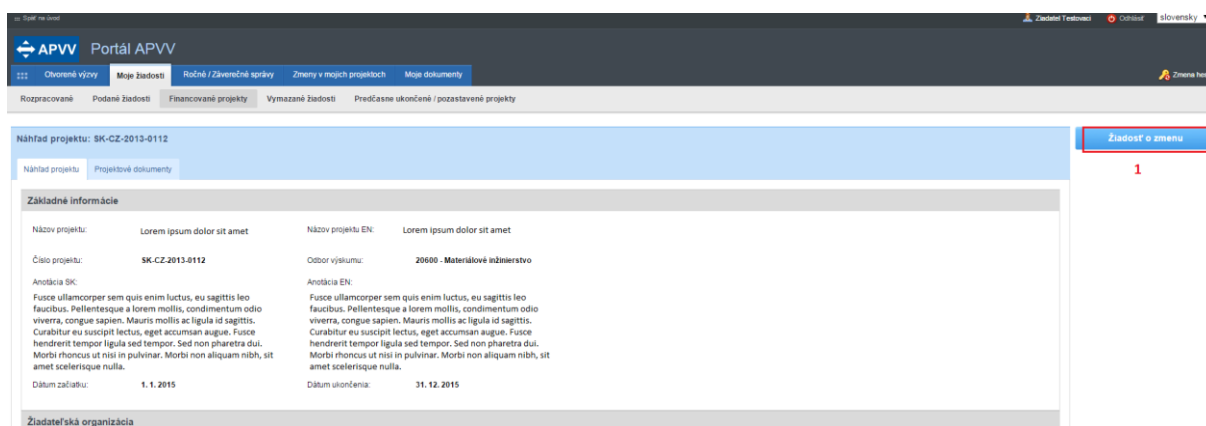 Späť na úvod
Ziadatel Testovaci Odhlásiť slovensky
APVV Portál APVV
Otvorené výzvy Moje žiadosti Ročné / Záverečné správy Zmeny v mojich projektoch Moje dokumenty Zmena hes
Rozpracované Podané žiadosti Financované projekty Vymazané žiadosti Predčasne ukončené / pozastavené projekty
Náhľad projektu: SK-CZ-2013-0112
Žiadosť o zmenu
1
Náhľad projektu Projektové dokumenty
Základné informácie
Názov projektu: Lorem ipsum dolor sit amet Názov projektu EN: Lorem ipsum dolor sit amet
Číslo projektu: SK-CZ-2013-0112 Odbor výskumu: 20600 - Materiálové inžinierstvo
Anotácia SK:
Fusce ullamcorper sem quis enim luctus, eu sagittis leo
faucibus. Pellentesque a lorem mollis, condimentum odio
viverra, congue sapien. Mauris mollis ac ligula id sagittis.
Curabitur eu suscipit lectus, eget accumsan augue. Fusce
hendrerit tempor ligula sed tempor. Sed non pharetra dui.
Morbi rhoncus ut nisi in pulvinar. Morbi non aliquam nibh, sit
amet scelerisque nulla.
Anotácia EN:
Fusce ullamcorper sem quis enim luctus, eu sagittis leo
faucibus. Pellentesque a lorem mollis, condimentum odio
viverra, congue sapien. Mauris mollis ac ligula id sagittis.
Curabitur eu suscipit lectus, eget accumsan augue. Fusce
hendrerit tempor ligula sed tempor. Sed non pharetra dui.
Morbi rhoncus ut nisi in pulvinar. Morbi non aliquam nibh, sit
amet scelerisque nulla.
Dátum začiatku: 1. 1. 2015 Dátum ukončenia: 31. 12. 2015
Žiadateľská organizácia